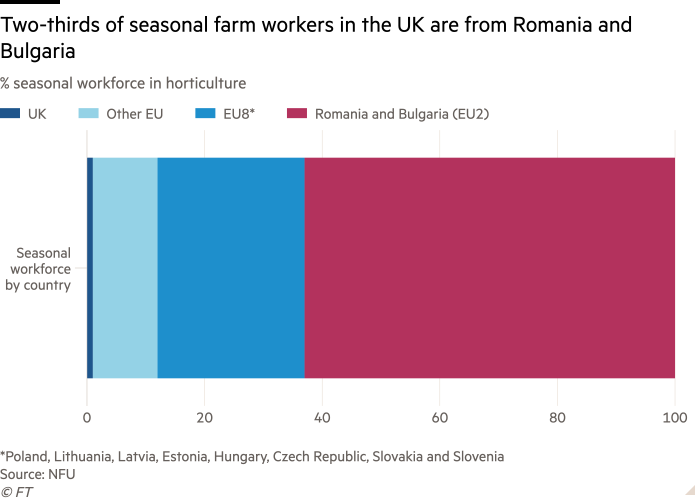 Two-thirds of seasonal farm workers in the UK are from Romania and
Bulgaria
% seasonal workforce in horticulture
UK Other EU EU8* Romania and Bulgaria (EU2)
Seasonal
workforce
by country
0 20 40 60 80 100
*Poland, Lithuania, Latvia, Estonia, Hungary, Czech Republic, Slovakia and Slovenia
Source: NFU
© FT